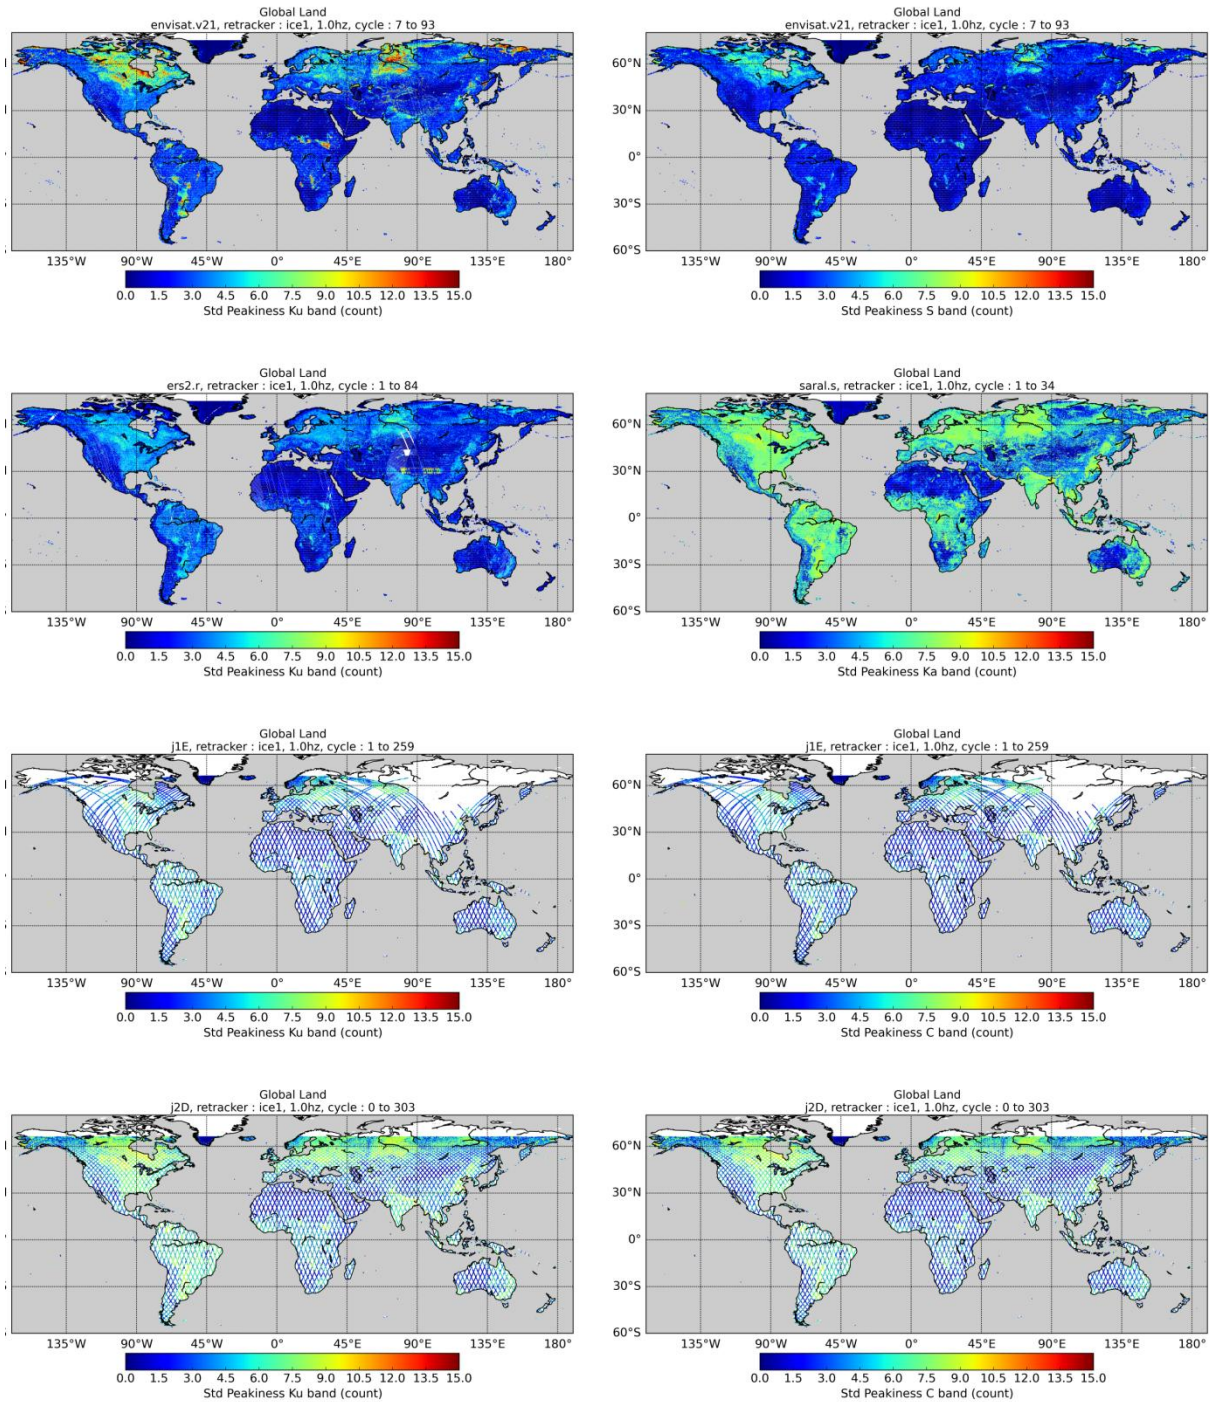 Global Land
envisat.v21, retracker : ice1, 1.0hz, cycle : 7 to 93
135°W 90°W 45°W 0° 45°E 90°E 135°E 180°
0.0 1.5 3.0 4.5 6.0 7.5 9.0 10.5 12.0 13.5 15.0
Std Peakiness Ku band (count)
Global Land
envisat.v21, retracker : ice1, 1.0hz, cycle : 7 to 93
60°N
30°N
0°
30°S
60°S
135°W 90°W 45°W 0° 45°E 90°E 135°E 180°
0.0 1.5 3.0 4.5 6.0 7.5 9.0 10.5 12.0 13.5 15.0
Std Peakiness S band (count)
Global Land
ers2.r, retracker : ice1, 1.0hz, cycle : 1 to 84
135°W 90°W 45°W 0° 45°E 90°E 135°E 180°
0.0 1.5 3.0 4.5 6.0 7.5 9.0 10.5 12.0 13.5 15.0
Std Peakiness Ku band (count)
Global Land
saral.s, retracker : ice1, 1.0hz, cycle : 1 to 34
60°N
30°N
0°
30°S
60°S
135°W 90°W 45°W 0° 45°E 90°E 135°E 180°
0.0 1.5 3.0 4.5 6.0 7.5 9.0 10.5 12.0 13.5 15.0
Std Peakiness Ka band (count)
Global Land
j1E, retracker : ice1, 1.0hz, cycle : 1 to 259
135°W 90°W 45°W 0° 45°E 90°E 135°E 180°
0.0 1.5 3.0 4.5 6.0 7.5 9.0 10.5 12.0 13.5 15.0
Std Peakiness Ku band (count)
Global Land
j1E, retracker : ice1, 1.0hz, cycle : 1 to 259
60°N
30°N
0°
30°S
60°S
135°W 90°W 45°W 0° 45°E 90°E 135°E 180°
0.0 1.5 3.0 4.5 6.0 7.5 9.0 10.5 12.0 13.5 15.0
Std Peakiness C band (count)
Global Land
j2D, retracker : ice1, 1.0hz, cycle : 0 to 303
135°W 90°W 45°W 0° 45°E 90°E 135°E 180°
0.0 1.5 3.0 4.5 6.0 7.5 9.0 10.5 12.0 13.5 15.0
Std Peakiness Ku band (count)
Global Land
j2D, retracker : ice1, 1.0hz, cycle : 0 to 303
60°N
30°N
0°
30°S
60°S
135°W 90°W 45°W 0° 45°E 90°E 135°E 180°
0.0 1.5 3.0 4.5 6.0 7.5 9.0 10.5 12.0 13.5 15.0
Std Peakiness C band (count)